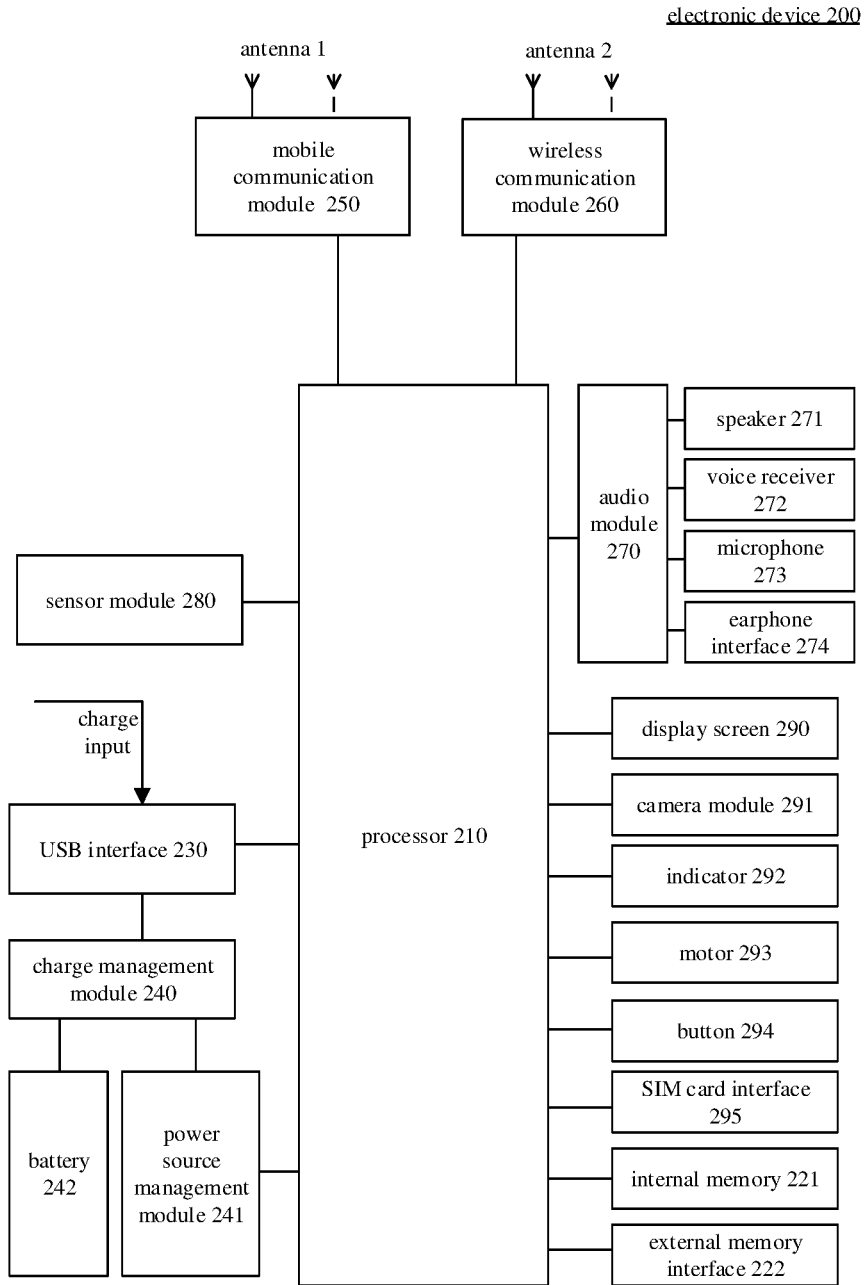 electronic device 200
antenna 1
antenna 2
mobile
communication
module 250
wireless
communication
module 260
speaker 271
voice receiver
272
audio
module
270
microphone
273
earphone
interface 274
sensor module 280
charge
input
display screen 290
camera module 291
USB interface 230
processor 210
indicator 292
charge management
module 240
motor 293
button 294
SIM card interface
295
battery
242
power
source
management
module 241
internal memory 221
external memory
interface 222